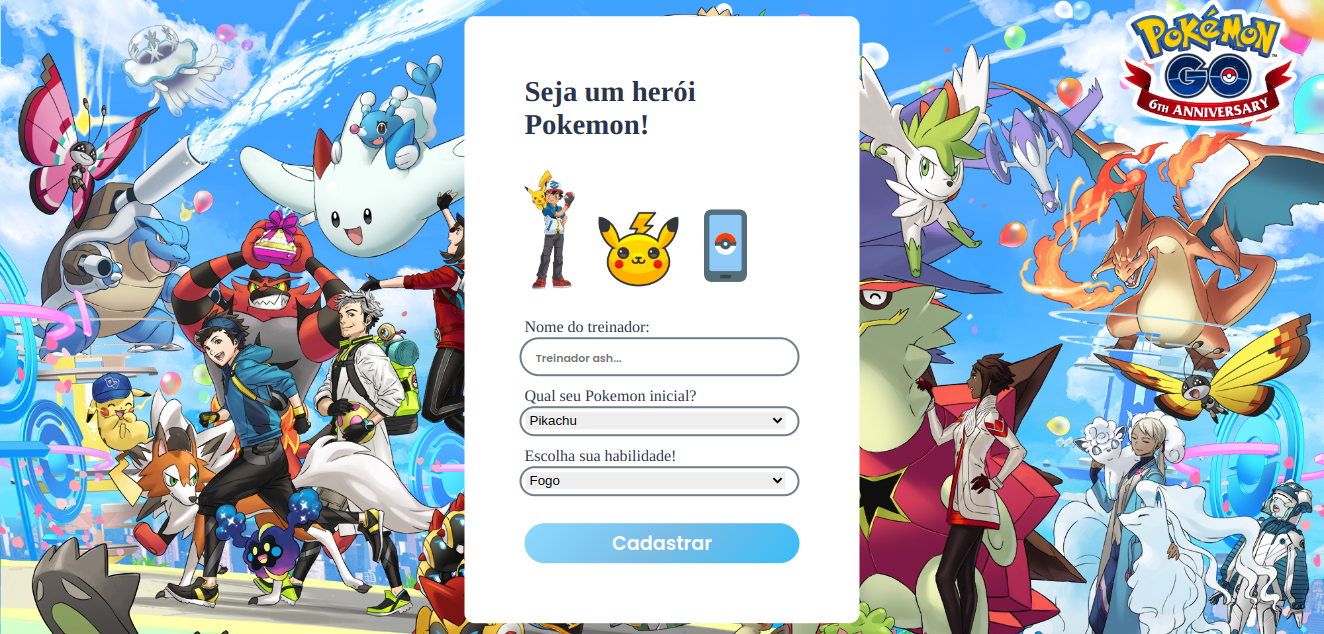 POKÉMON
GO
6TH ANNIVERSARY
Seja um herói
Pokemon!
Nome do treinador:
Treinador ash...
Qual seu Pokemon inicial?
Pikachu
Escolha sua habilidade!
Fogo
Cadastrar